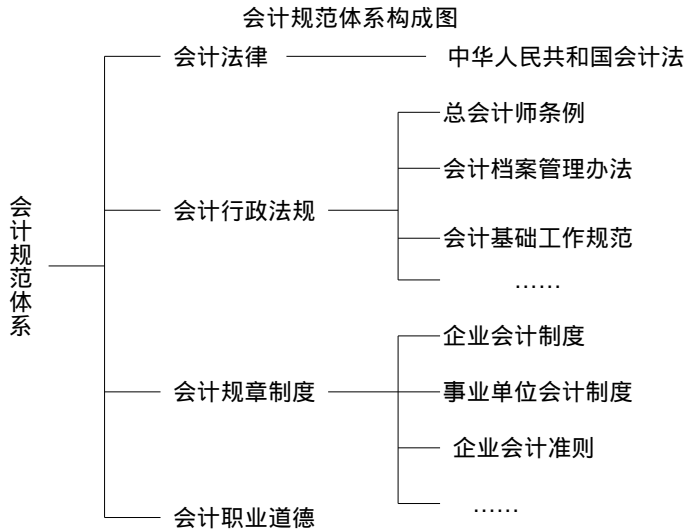 会计规范体系构成图
会计规范体系
会计法律
中华人民共和国会计法
会计行政法规
总会计师条例
会计档案管理办法
会计基础工作规范
……
会计规章制度
企业会计制度
事业单位会计制度
企业会计准则
……
会计职业道德